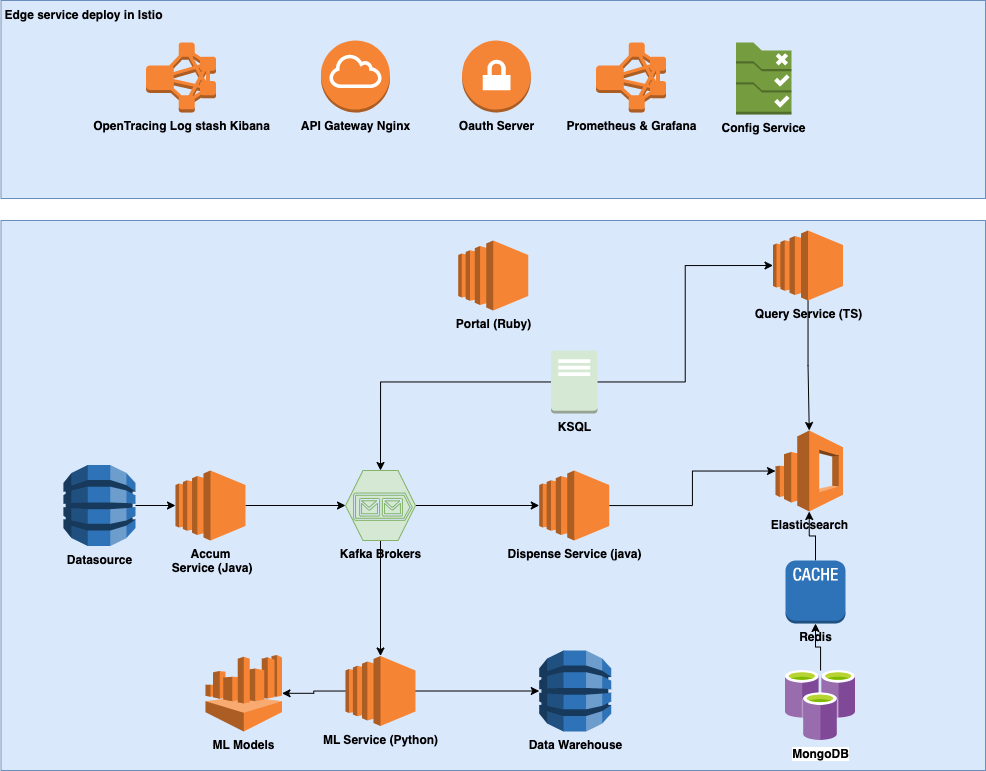 Edge service deploy in Istio
OpenTracing Log stash Kibana
API Gateway Nginx
Oauth Server
Prometheus & Grafana
Config Service
Portal (Ruby)
Query Service (TS)
KSQL
Datasource
Accum
Service (Java)
Kafka Brokers
Dispense Service (java)
Elasticsearch
CACHE
Redis
ML Models
ML Service (Python)
Data Warehouse
MongoDB